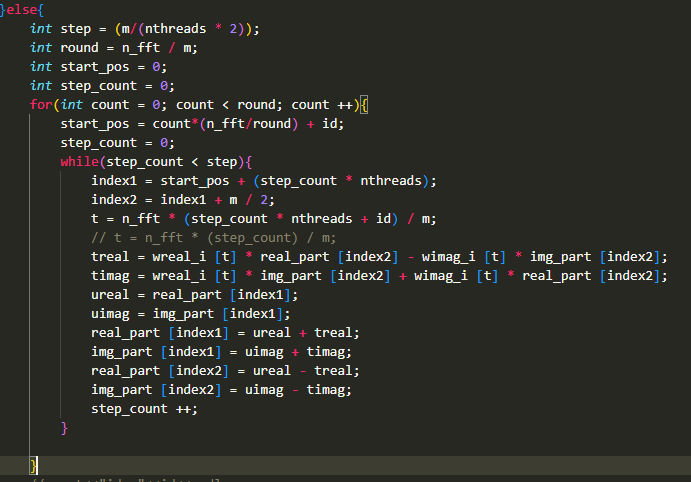 }else{
int step = (m/(nthreads * 2));
int round = n_fft / m;
int start_pos = 0;
int step_count = 0;
for(int count = 0; count < round; count ++){
start_pos = count*(n_fft/round) + id;
step_count = 0;
while(step_count < step){
index1 = start_pos + (step_count * nthreads);
index2 = index1 + m / 2;
t = n_fft * (step_count * nthreads + id) / m;
// t = n_fft * (step_count) / m;
treal = wreal_i [t] * real_part [index2] - wimag_i [t] * img_part [index2];
timag = wreal_i [t] * img_part [index2] + wimag_i [t] * real_part [index2];
ureal = real_part [index1];
uimag = img_part [index1];
real_part [index1] = ureal + treal;
img_part [index1] = uimag + timag;
real_part [index2] = ureal - treal;
img_part [index2] = uimag - timag;
step_count ++;
}
}